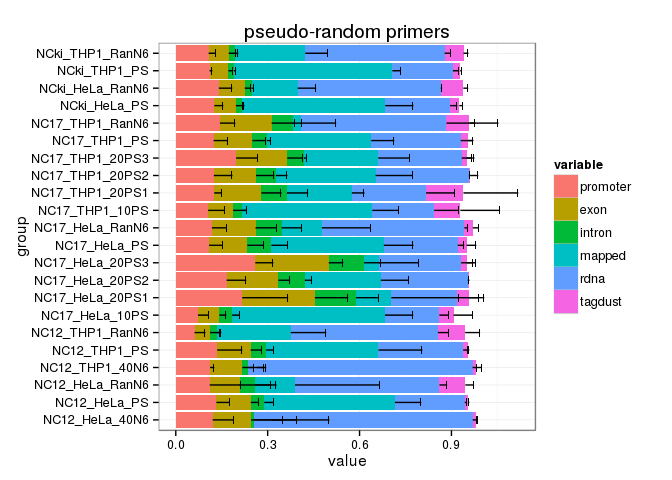 pseudo-random primers
NCki_THP1_RanN6
NCki_THP1_PS
NCki_HeLa_RanN6
NCki_HeLa_PS
NC17_THP1_RanN6
NC17_THP1_PS
NC17_THP1_20PS3
NC17_THP1_20PS2
NC17_THP1_20PS1
NC17_THP1_10PS
NC17_HeLa_RanN6
NC17_HeLa_PS
NC17_HeLa_20PS3
NC17_HeLa_20PS2
NC17_HeLa_20PS1
NC17_HeLa_10PS
NC12_THP1_RanN6
NC12_THP1_PS
NC12_THP1_40N6
NC12_HeLa_RanN6
NC12_HeLa_PS
NC12_HeLa_40N6
group
0.0 0.3 0.6 0.9
value
variable
promoter
exon
intron
mapped
rdna
tagdust